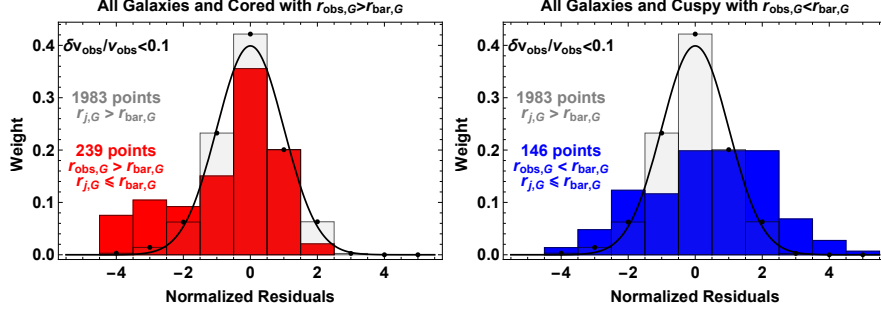 All Galaxies and Cored with r_obs,G>r_bar,G
δv_obs/v_obs<0.1
1983 points
r_j,G > r_bar,G
239 points
r_obs,G > r_bar,G
r_j,G ⩽ r_bar,G
Weight
0.4
0.3
0.2
0.1
0.0
−4 −2 0 2 4
Normalized Residuals
All Galaxies and Cuspy with r_obs,G<r_bar,G
δv_obs/v_obs<0.1
1983 points
r_j,G > r_bar,G
146 points
r_obs,G < r_bar,G
r_j,G ⩽ r_bar,G
Weight
0.4
0.3
0.2
0.1
0.0
−4 −2 0 2 4
Normalized Residuals